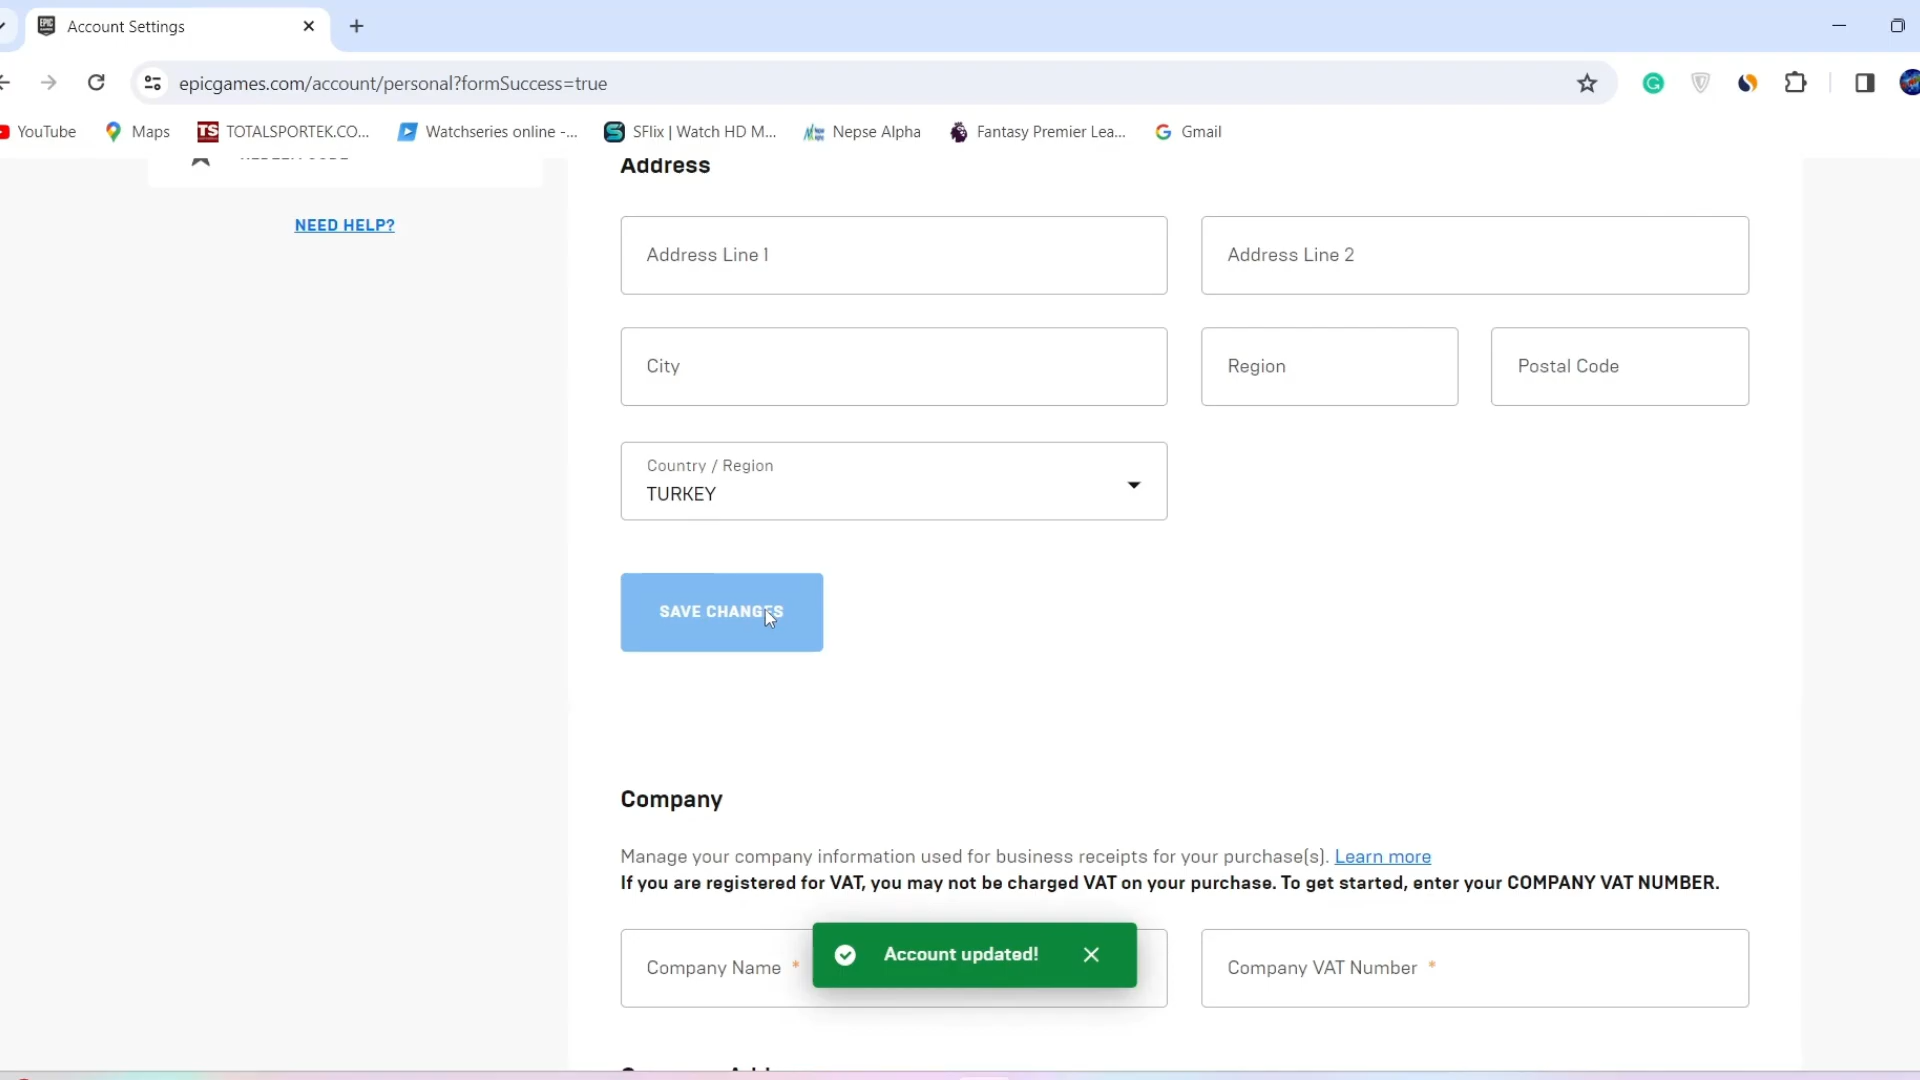 Account Settings
epicgames.com/account/personal?formSuccess=true
YouTube
Maps
TS TOTALSPORTEK.CO...
Watchseries online -...
SFlix | Watch HD M...
Nepse Alpha
Fantasy Premier Lea...
Gmail
REDEEM CODE
NEED HELP?
Address
Address Line 1
Address Line 2
City
Region
Postal Code
Country / Region
TURKEY
SAVE CHANGES
Company
Manage your company information used for business receipts for your purchase(s). Learn more
If you are registered for VAT, you may not be charged VAT on your purchase. To get started, enter your COMPANY VAT NUMBER.
Company Name *
Account updated!
Company VAT Number *